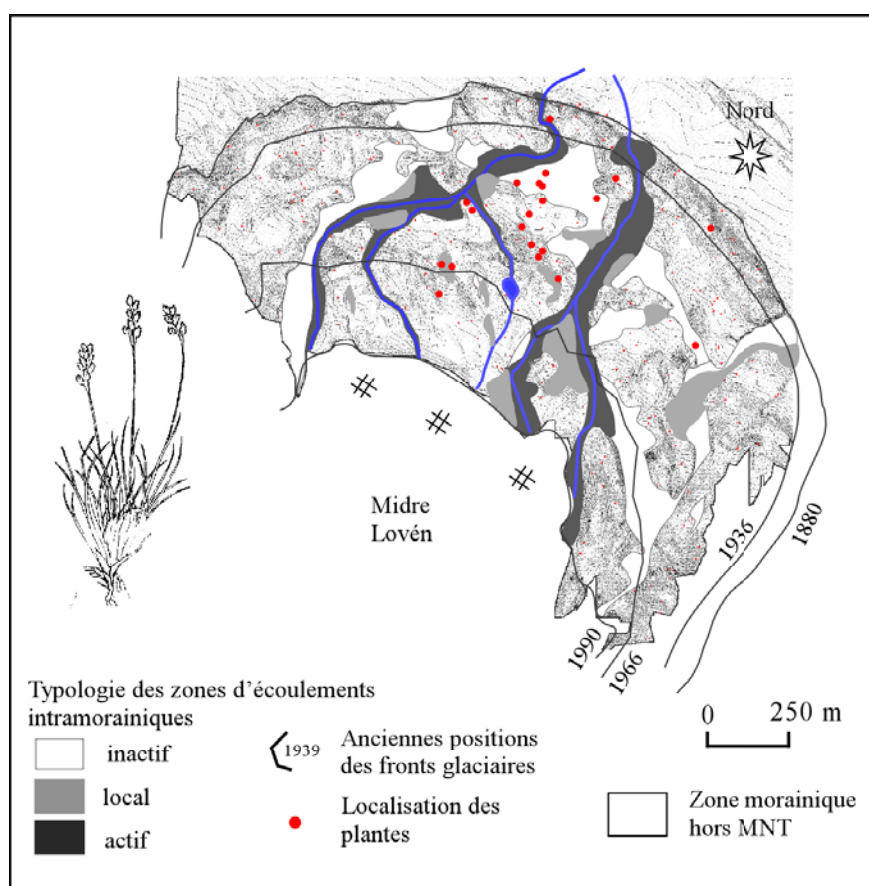 Nord
Midre
Lovén
1990
1966
1936
1880
Typologie des zones d'écoulements
intramorainiques
inactif
local
actif
1939
Anciennes positions
des fronts glaciaires
Localisation des
plantes
0 250 m
Zone morainique
hors MNT